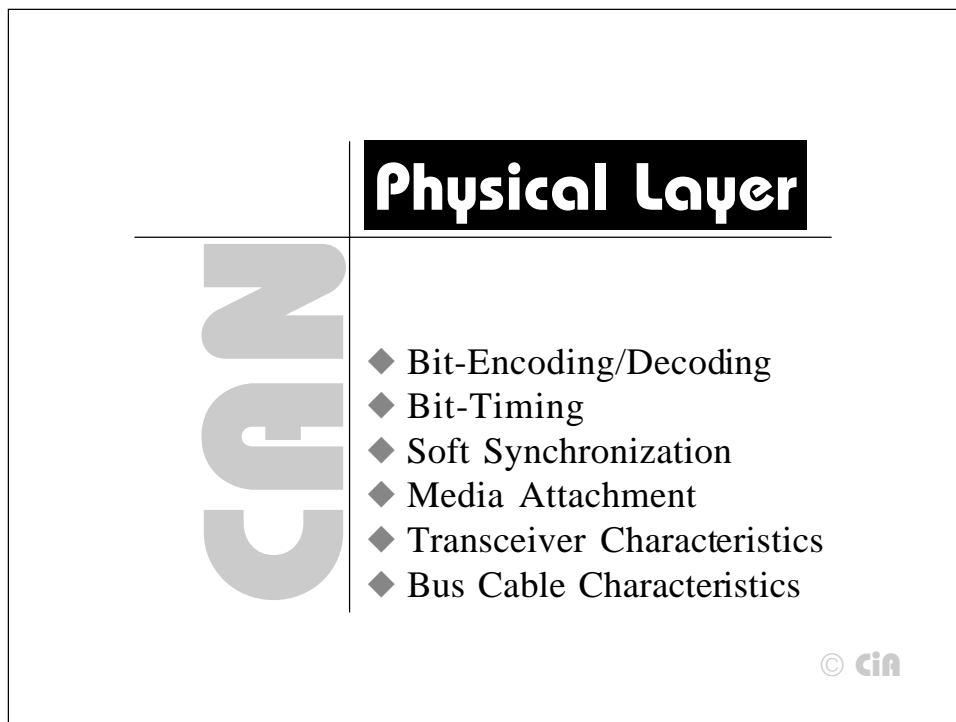 Physical Layer
CAN
◆ Bit-Encoding/Decoding
◆ Bit-Timing
◆ Soft Synchronization
◆ Media Attachment
◆ Transceiver Characteristics
◆ Bus Cable Characteristics
© CiA